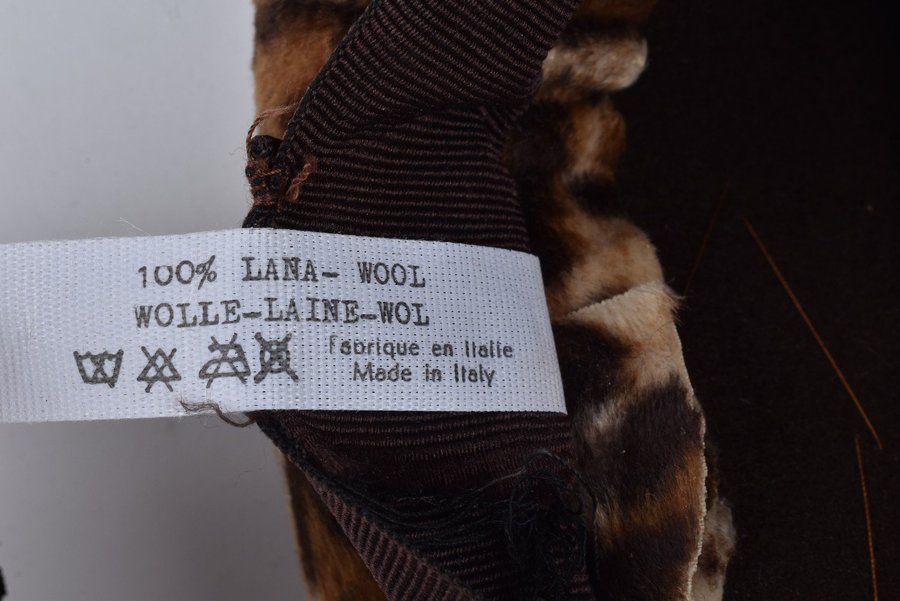 100% LANA- WOOL
WOLLE-LAINE-WOL
Fabrique en Italie
Made in Italy